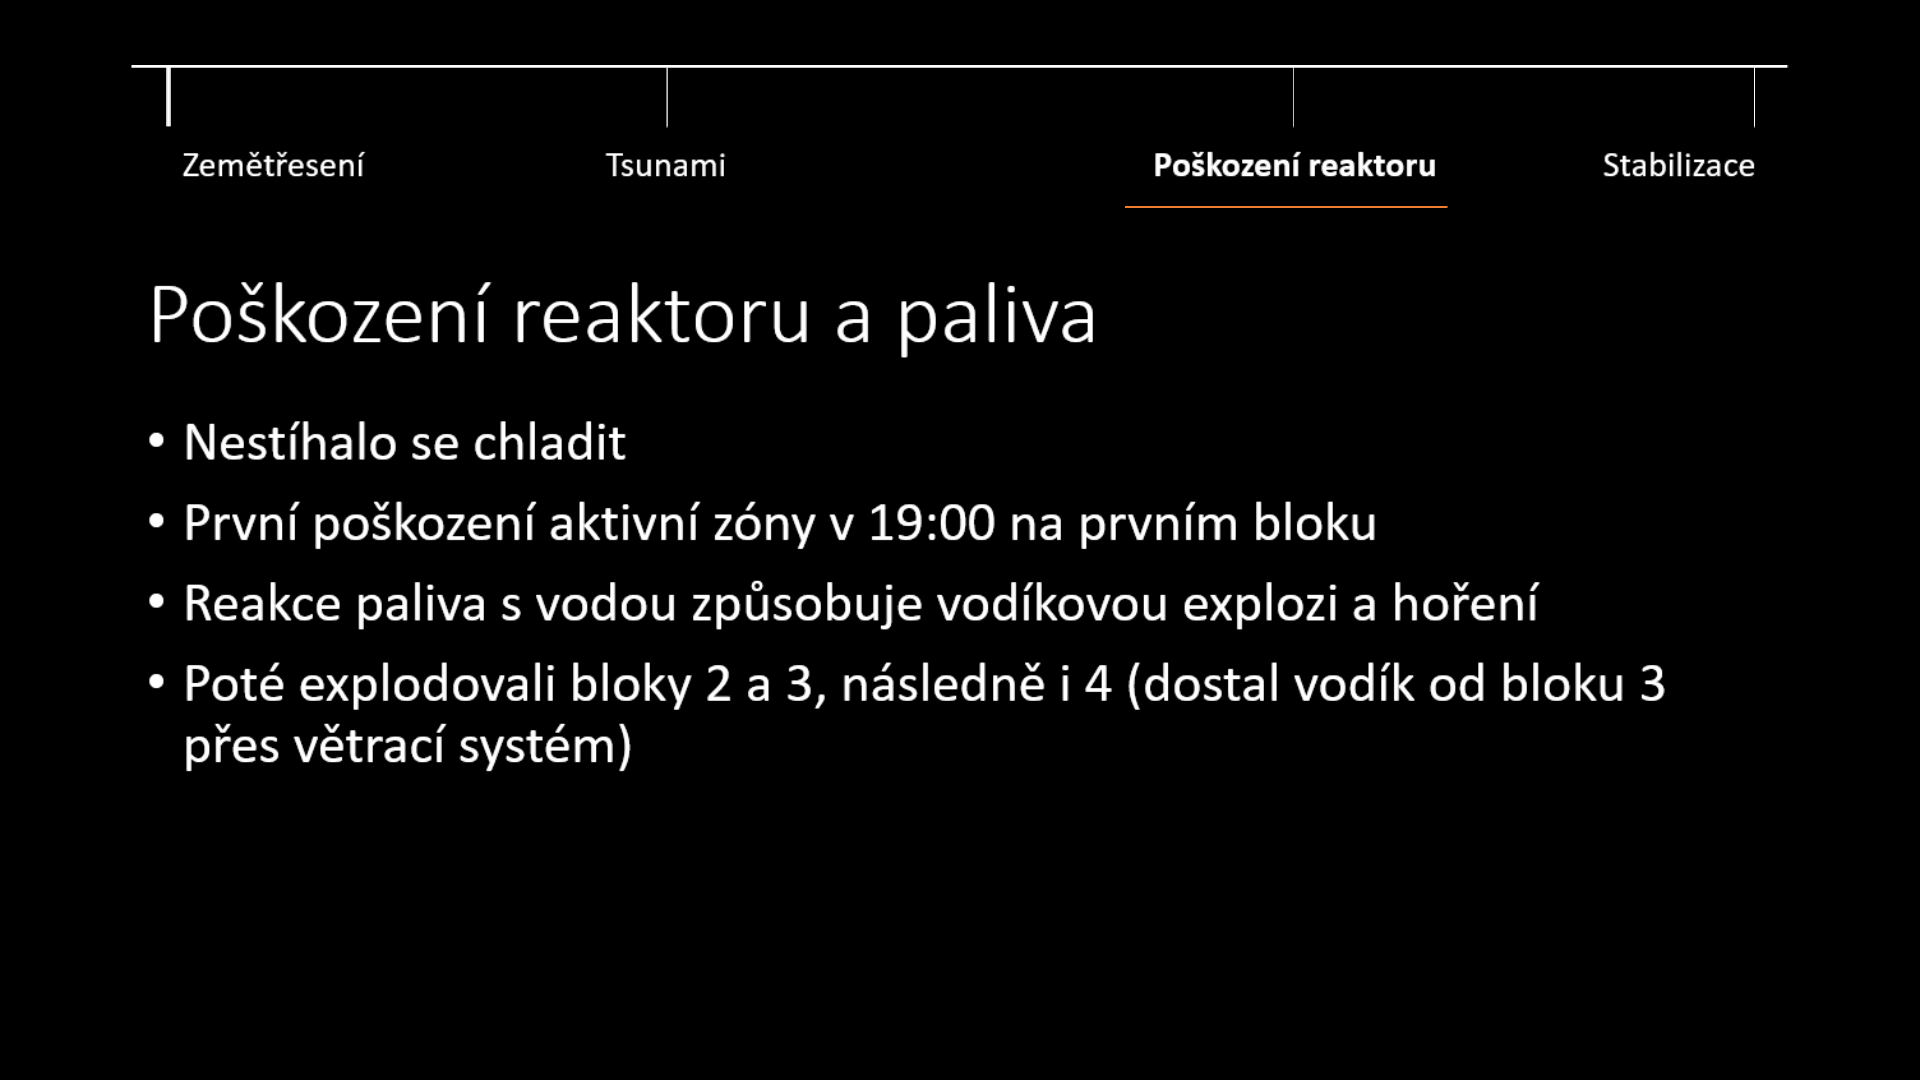 Zemětřesení Tsunami Poškození reaktoru Stabilizace
Poškození reaktoru a paliva
• Nestíhalo se chladit
• První poškození aktivní zóny v 19:00 na prvním bloku
• Reakce paliva s vodou způsobuje vodíkovou explozi a hoření
• Poté explodovali bloky 2 a 3, následně i 4 (dostal vodík od bloku 3
přes větrací systém)